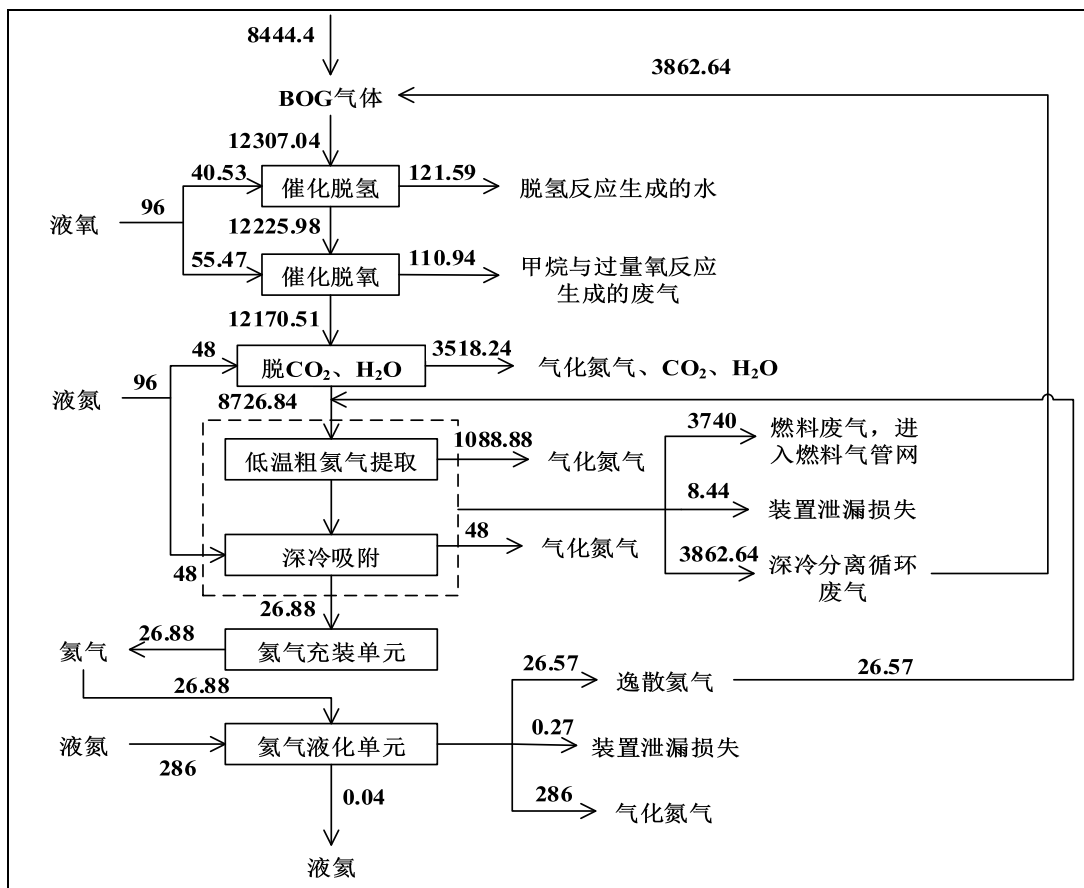 8444.4
3862.64
BOG气体
12307.04
40.53
催化脱氢
121.59
脱氢反应生成的水
液氧
96
12225.98
55.47
催化脱氧
110.94
甲烷与过量氧反应
生成的废气
12170.51
48
脱CO₂、H₂O
3518.24
气化氮气、CO₂、H₂O
液氮
96
8726.84
低温粗氦气提取
1088.88
气化氮气
3740
燃料废气，进
入燃料气管网
8.44
装置泄漏损失
48
深冷吸附
48
气化氮气
3862.64
深冷分离循环
废气
26.88
氦气
26.88
氦气充装单元
26.88
26.57
逸散氦气
26.57
液氮
286
氦气液化单元
0.27
装置泄漏损失
0.04
286
气化氮气
液氦